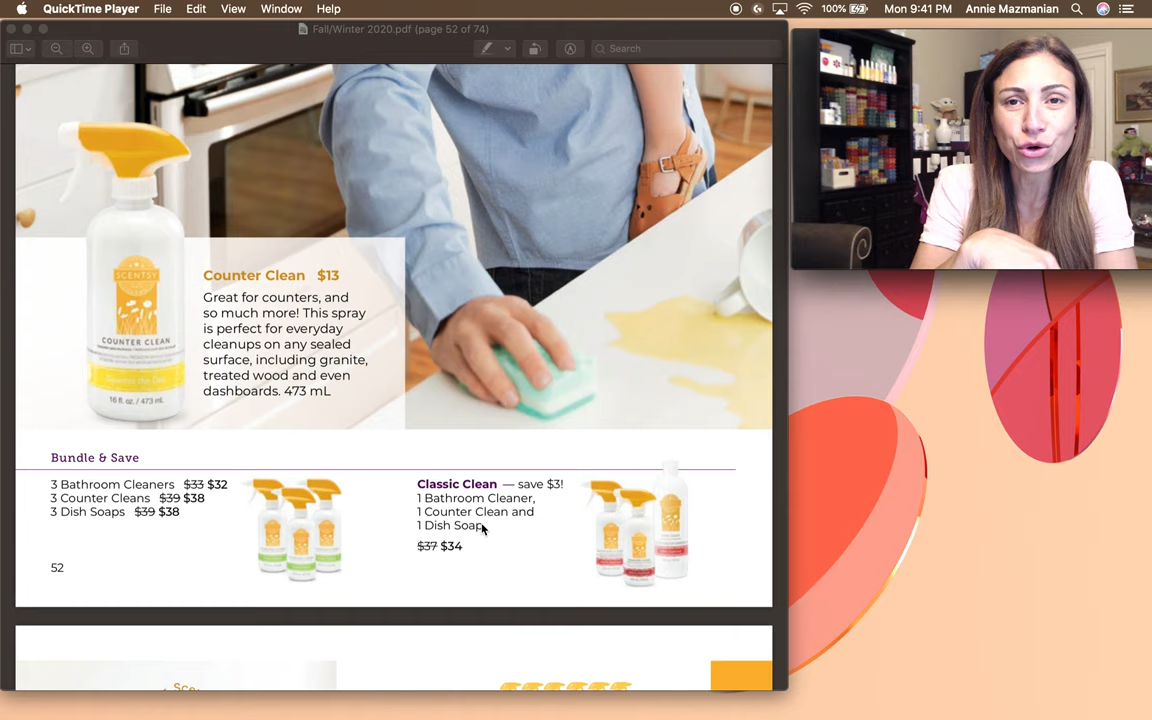 QuickTime Player File Edit View Window Help 100% Mon 9:41 PM Annie Mazmanian
Fall/Winter 2020.pdf (page 52 of 74)
Search
SCENTSY
COUNTER CLEAN
Squeeze the Day
16 fl. oz. / 473 mL
Counter Clean $13
Great for counters, and
so much more! This spray
is perfect for everyday
cleanups on any sealed
surface, including granite,
treated wood and even
dashboards. 473 mL
Bundle & Save
3 Bathroom Cleaners $33 $32
3 Counter Cleans $39 $38
3 Dish Soaps $39 $38
Classic Clean — save $3!
1 Bathroom Cleaner,
1 Counter Clean and
1 Dish Soap
$37 $34
52